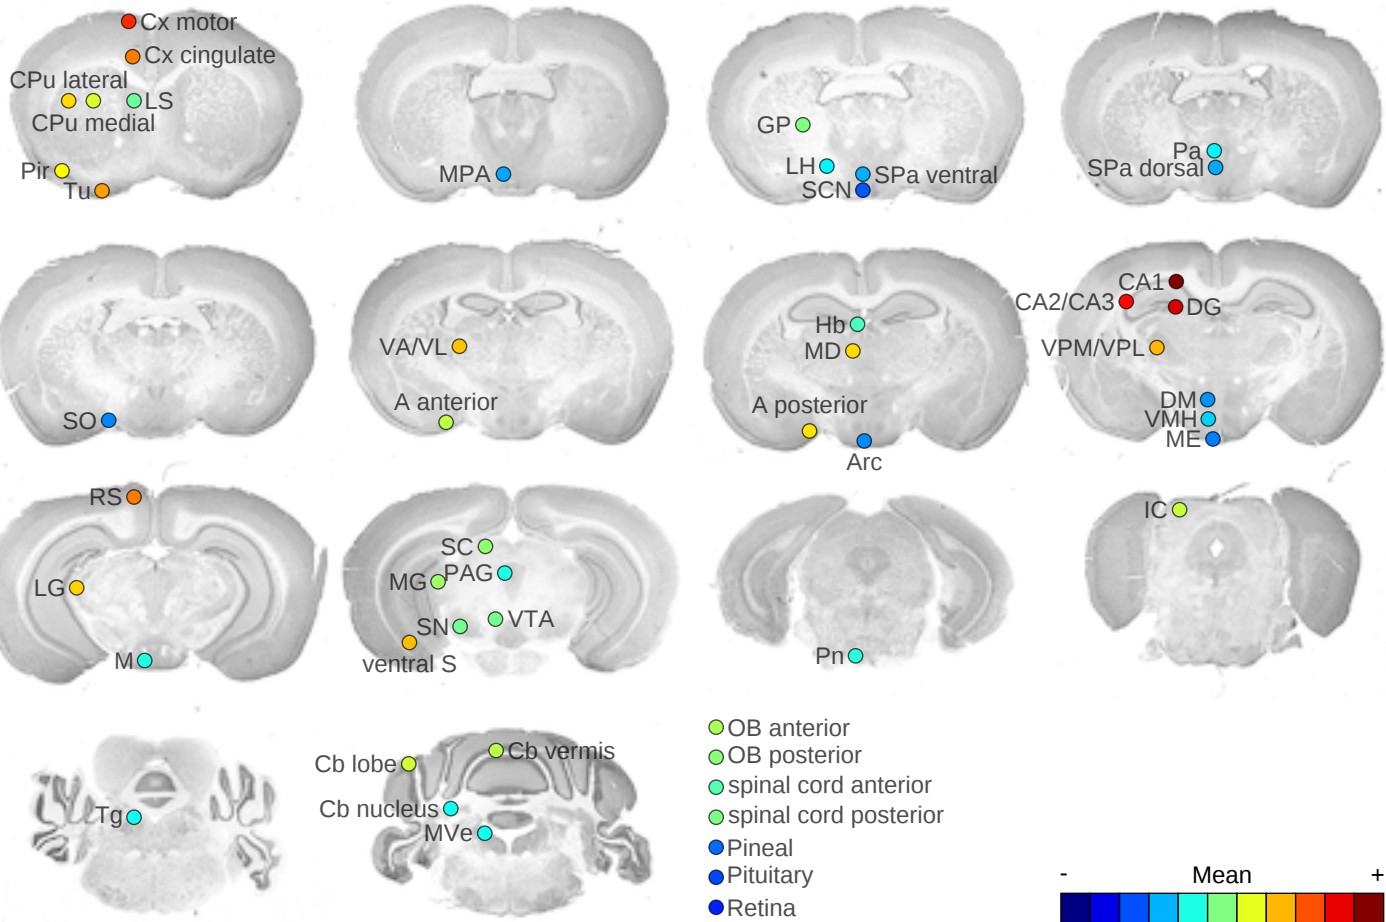 Cx motor
Cx cingulate
CPu lateral
LS
CPu medial
Pir
Tu
MPA
GP
LH
SPa ventral
SCN
Pa
SPa dorsal
SO
VA/VL
A anterior
Hb
MD
A posterior
Arc
CA1
CA2/CA3
DG
VPM/VPL
DM
VMH
ME
RS
LG
M
SC
MG
PAG
SN
VTA
ventral S
Pn
IC
Tg
Cb lobe
Cb vermis
Cb nucleus
MVe
OB anterior
OB posterior
spinal cord anterior
spinal cord posterior
Pineal
Pituitary
Retina
- Mean +